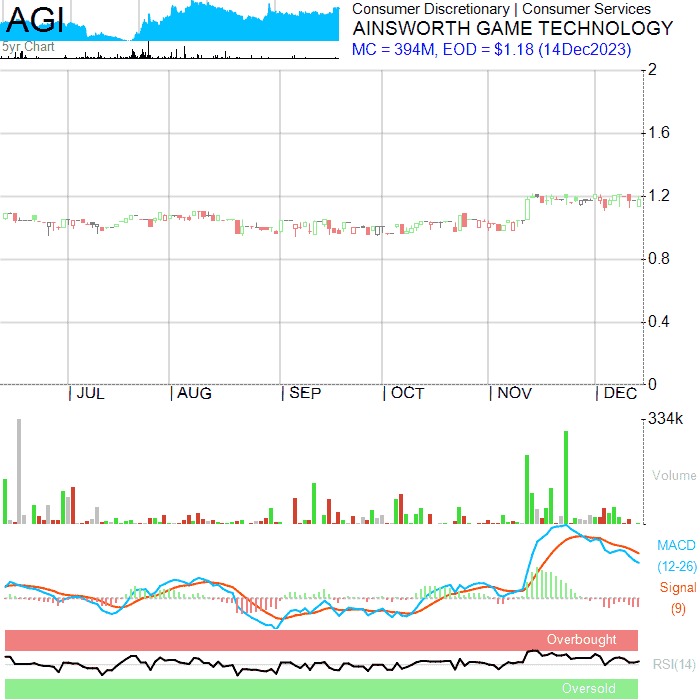 AGI
5yr Chart
Consumer Discretionary | Consumer Services
AINSWORTH GAME TECHNOLOGY
MC = 394M, EOD = $1.18 (14Dec2023)
2
1.6
1.2
0.8
0.4
0
JUL
AUG
SEP
OCT
NOV
DEC
334k
Volume
MACD
(12-26)
Signal
(9)
Overbought
RSI(14)
Oversold